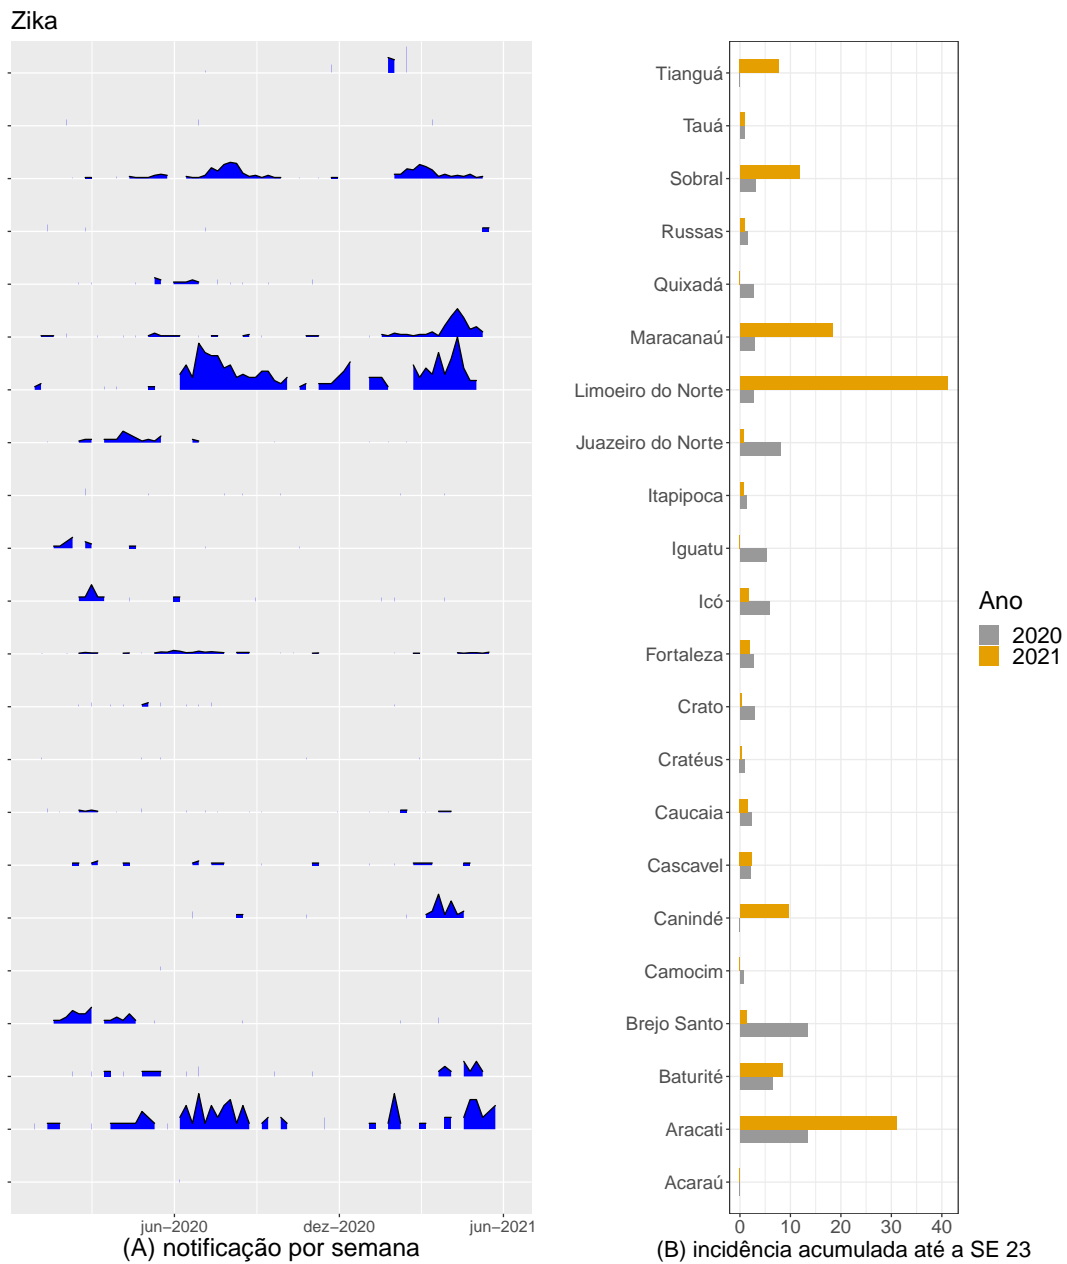 Zika
Tianguá
Tauá
Sobral
Russas
Quixadá
Maracanaú
Limoeiro do Norte
Juazeiro do Norte
Itapipoca
Iguatu
Icó
Fortaleza
Crato
Cratéus
Caucaia
Cascavel
Canindé
Camocim
Brejo Santo
Baturité
Aracati
Acaraú
Ano
2020
2021
jun–2020 dez–2020 jun–2021
0 10 20 30 40
(A) notificação por semana
(B) incidência acumulada até a SE 23